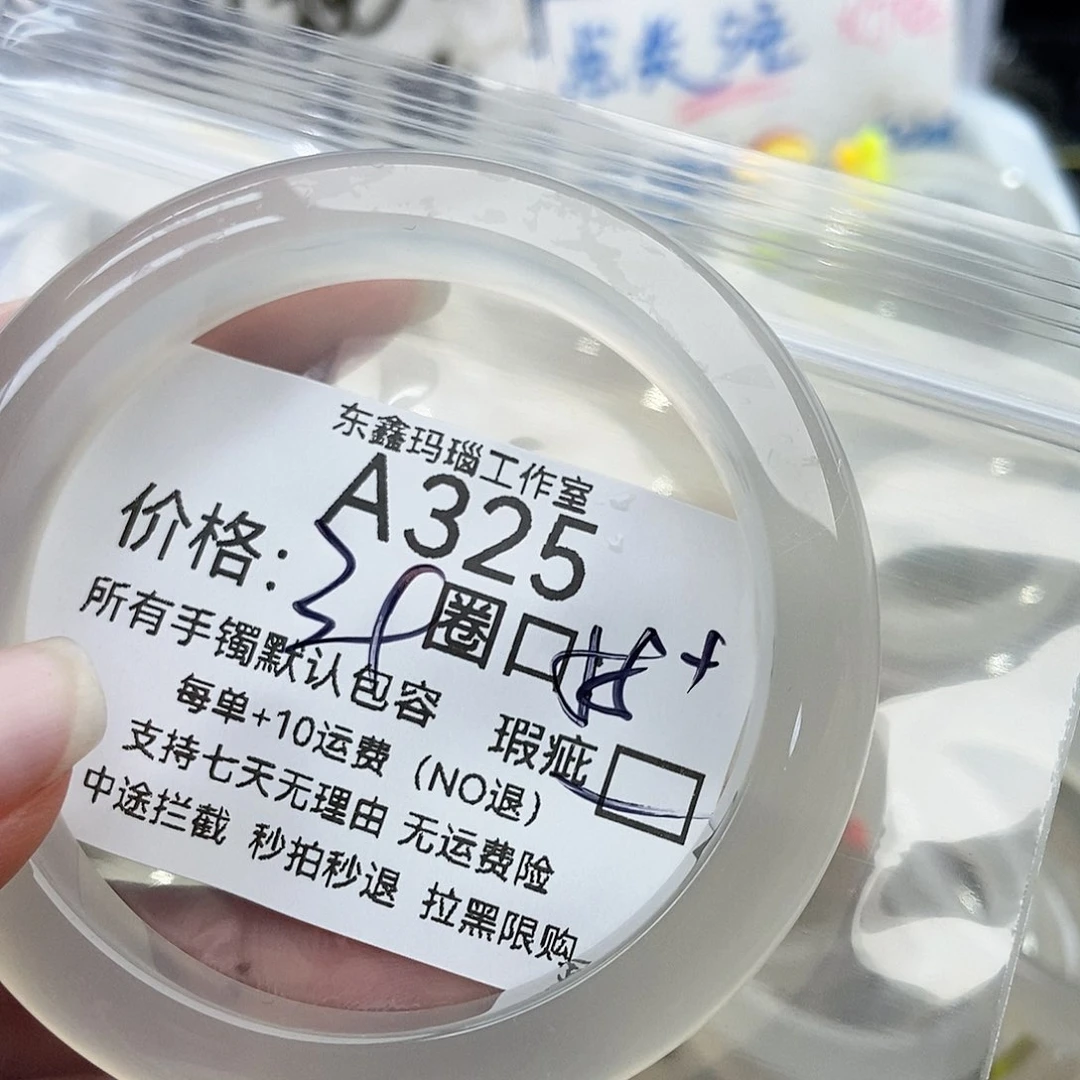 东鑫玛瑙工作室
A325
价格: 圈口 +
所有手镯默认包容 瑕疵
每单+10运费 (NO退)
支持七天无理由 无运费险
中途拦截 秒拍秒退 拉黑限购